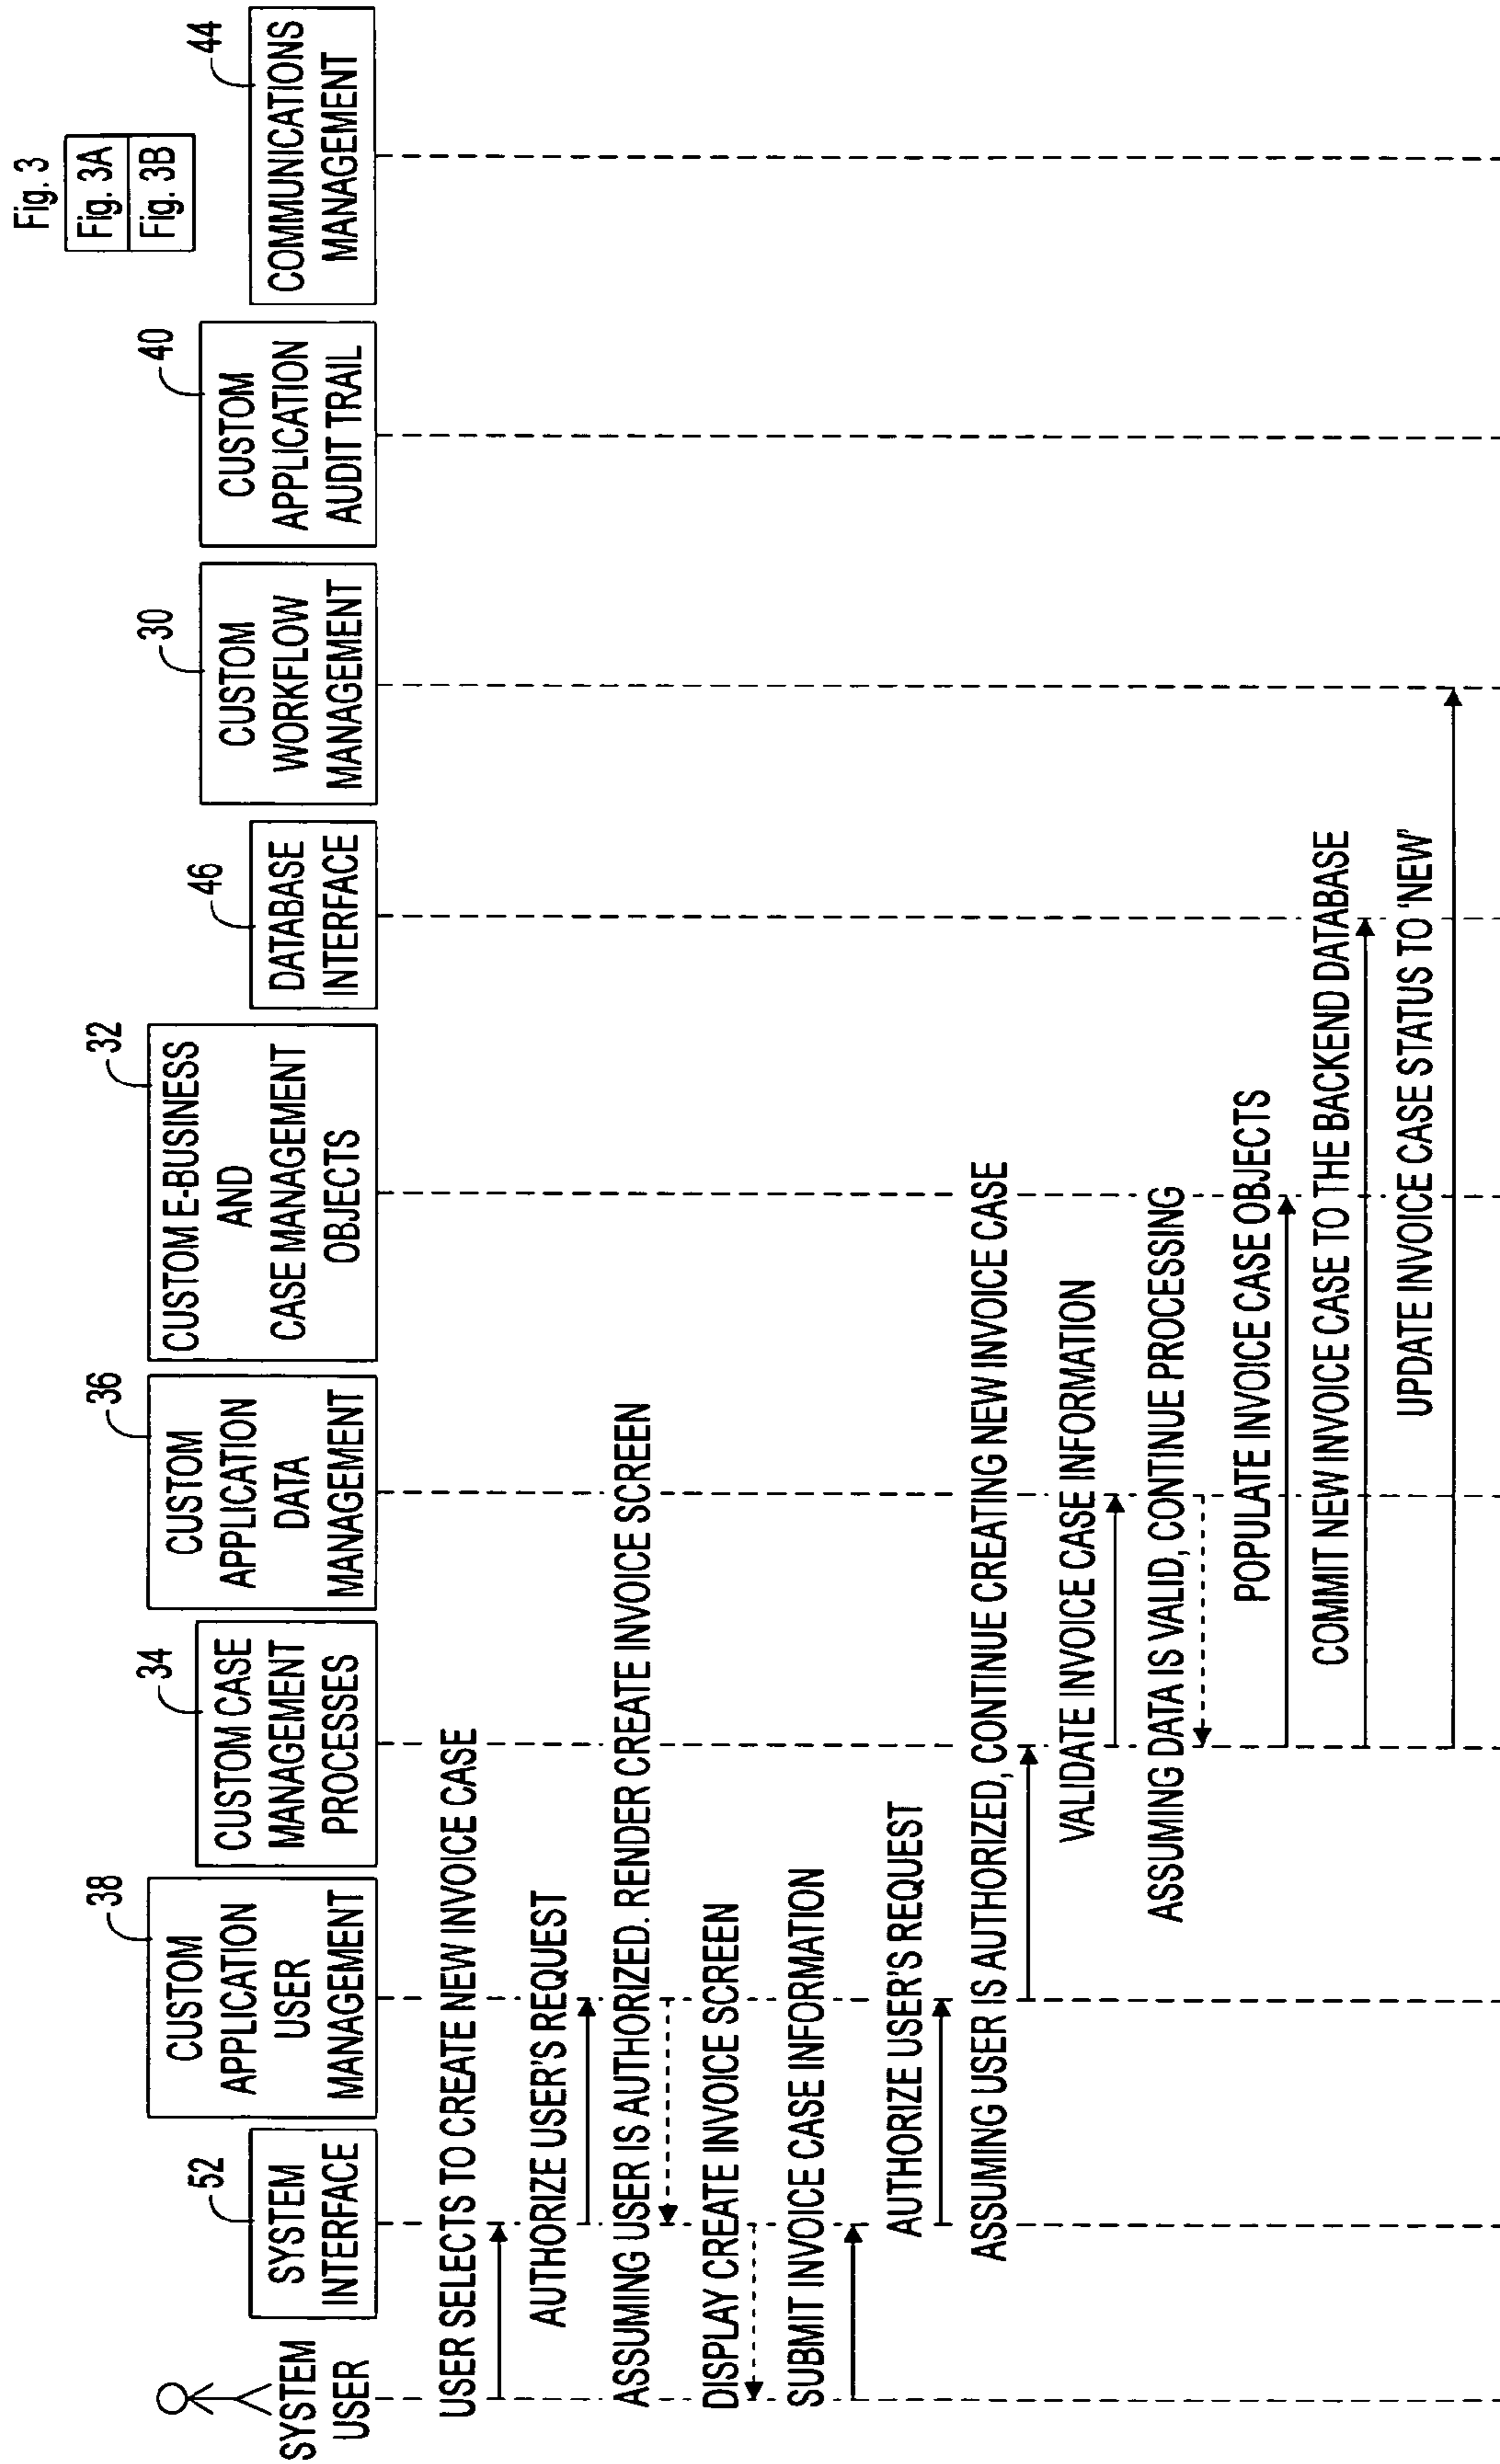 Fig. 3
Fig. 3A
Fig. 3B
SYSTEM
USER
52
SYSTEM
INTERFACE
38
CUSTOM
APPLICATION
USER
MANAGEMENT
34
CUSTOM CASE
MANAGEMENT
PROCESSES
36
CUSTOM
APPLICATION
DATA
MANAGEMENT
32
CUSTOM E-BUSINESS
AND
CASE MANAGEMENT
OBJECTS
46
DATABASE
INTERFACE
30
CUSTOM
WORKFLOW
MANAGEMENT
40
CUSTOM
APPLICATION
AUDIT TRAIL
44
COMMUNICATIONS
MANAGEMENT
USER SELECTS TO CREATE NEW INVOICE CASE
AUTHORIZE USER'S REQUEST
ASSUMING USER IS AUTHORIZED. RENDER CREATE INVOICE SCREEN
DISPLAY CREATE INVOICE SCREEN
SUBMIT INVOICE CASE INFORMATION
AUTHORIZE USER'S REQUEST
ASSUMING USER IS AUTHORIZED, CONTINUE CREATING NEW INVOICE CASE
VALIDATE INVOICE CASE INFORMATION
ASSUMING DATA IS VALID, CONTINUE PROCESSING
POPULATE INVOICE CASE OBJECTS
COMMIT NEW INVOICE CASE TO THE BACKEND DATABASE
UPDATE INVOICE CASE STATUS TO 'NEW'